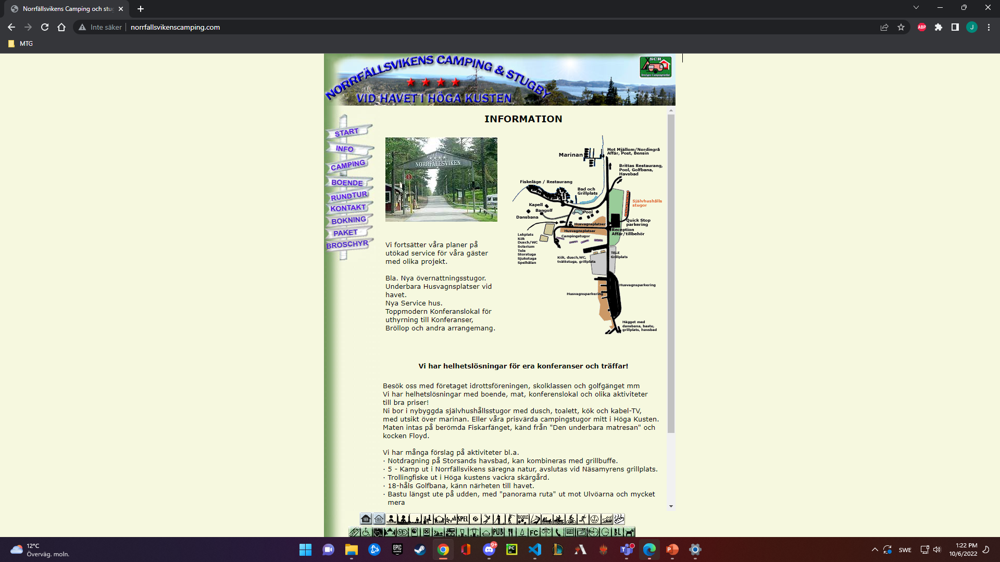 Norrfällsvikens Camping och stug
Inte säker
norrfallsvikenscamping.com
ABP
J
MTG
NORRFÄLLSVIKENS CAMPING & STUGBY
VID HAVET I HÖGA KUSTEN
SCR
Sveriges Campingvärdar
START
INFO
CAMPING
BOENDE
RUNDTUR
KONTAKT
BOKNING
PAKET
BROSCHYR
INFORMATION
NORRFÄLLSVIKEN
Marinan
Mot Mjällom/Nordingrå
Affär, Post, Bensin
Brittas Restaurang,
Pool, Golfbana,
Havsbad
Fiskeläge / Restaurang
Bad och
Grillplats
Självhushålls
stugor
Kapell
Bangolf
Dansbana
Pool
Quick Stop
parkering
Husvagnsplatser
Husvagnsplatser
Reception
Affär/tillbehör
Campingstugor
Lekplats
Kök
Dusch/WC
Solarium
Tele
Storstuga
Sjukstuga
Spelhålan
Kök, dusch,WC,
tvättstuga, grillplats
TELE
Grillplats
Husvagnsparkering
Husvagnsparkering
Hägget med
dansbana, bastu,
grillplats, havsbad
Vi fortsätter våra planer på
utökad service för våra gäster
med olika projekt.
Bla. Nya övernattningsstugor.
Underbara Husvagnsplatser vid
havet.
Nya Service hus.
Toppmodern Konferanslokal för
uthyrning till Konferanser,
Bröllop och andra arrangemang.
Vi har helhetslösningar för era konferanser och träffar!
Besök oss med företaget idrottsföreningen, skolklassen och golfgänget mm
Vi har helhetslösningar med boende, mat, konferenslokal och olika aktiviteter
till bra priser!
Ni bor i nybyggda självhushållsstugor med dusch, toalett, kök och kabel-TV,
med utsikt över marinan. Eller våra prisvärda campingstugor mitt i Höga Kusten.
Maten intas på berömda Fiskarfänget, känd från "Den underbara matresan" och
kocken Floyd.
Vi har många förslag på aktiviteter bl.a.
· Notdragning på Storsands havsbad, kan kombineras med grillbuffe.
· 5 - Kamp ut i Norrfällsvikens säregna natur, avslutas vid Näsamyrens grillplats.
· Trollingfiske ut i Höga kustens vackra skärgård.
· 18-håls Golfbana, känn närheten till havet.
· Bastu längst ute på udden, med "panorama ruta" ut mot Ulvöarna och mycket
mera
SPEL
BOULE
PUB
FC
BL
12°C
Överväg. moln.
EPIC
GAMES
9+
PC
SWE
1:22 PM
10/6/2022